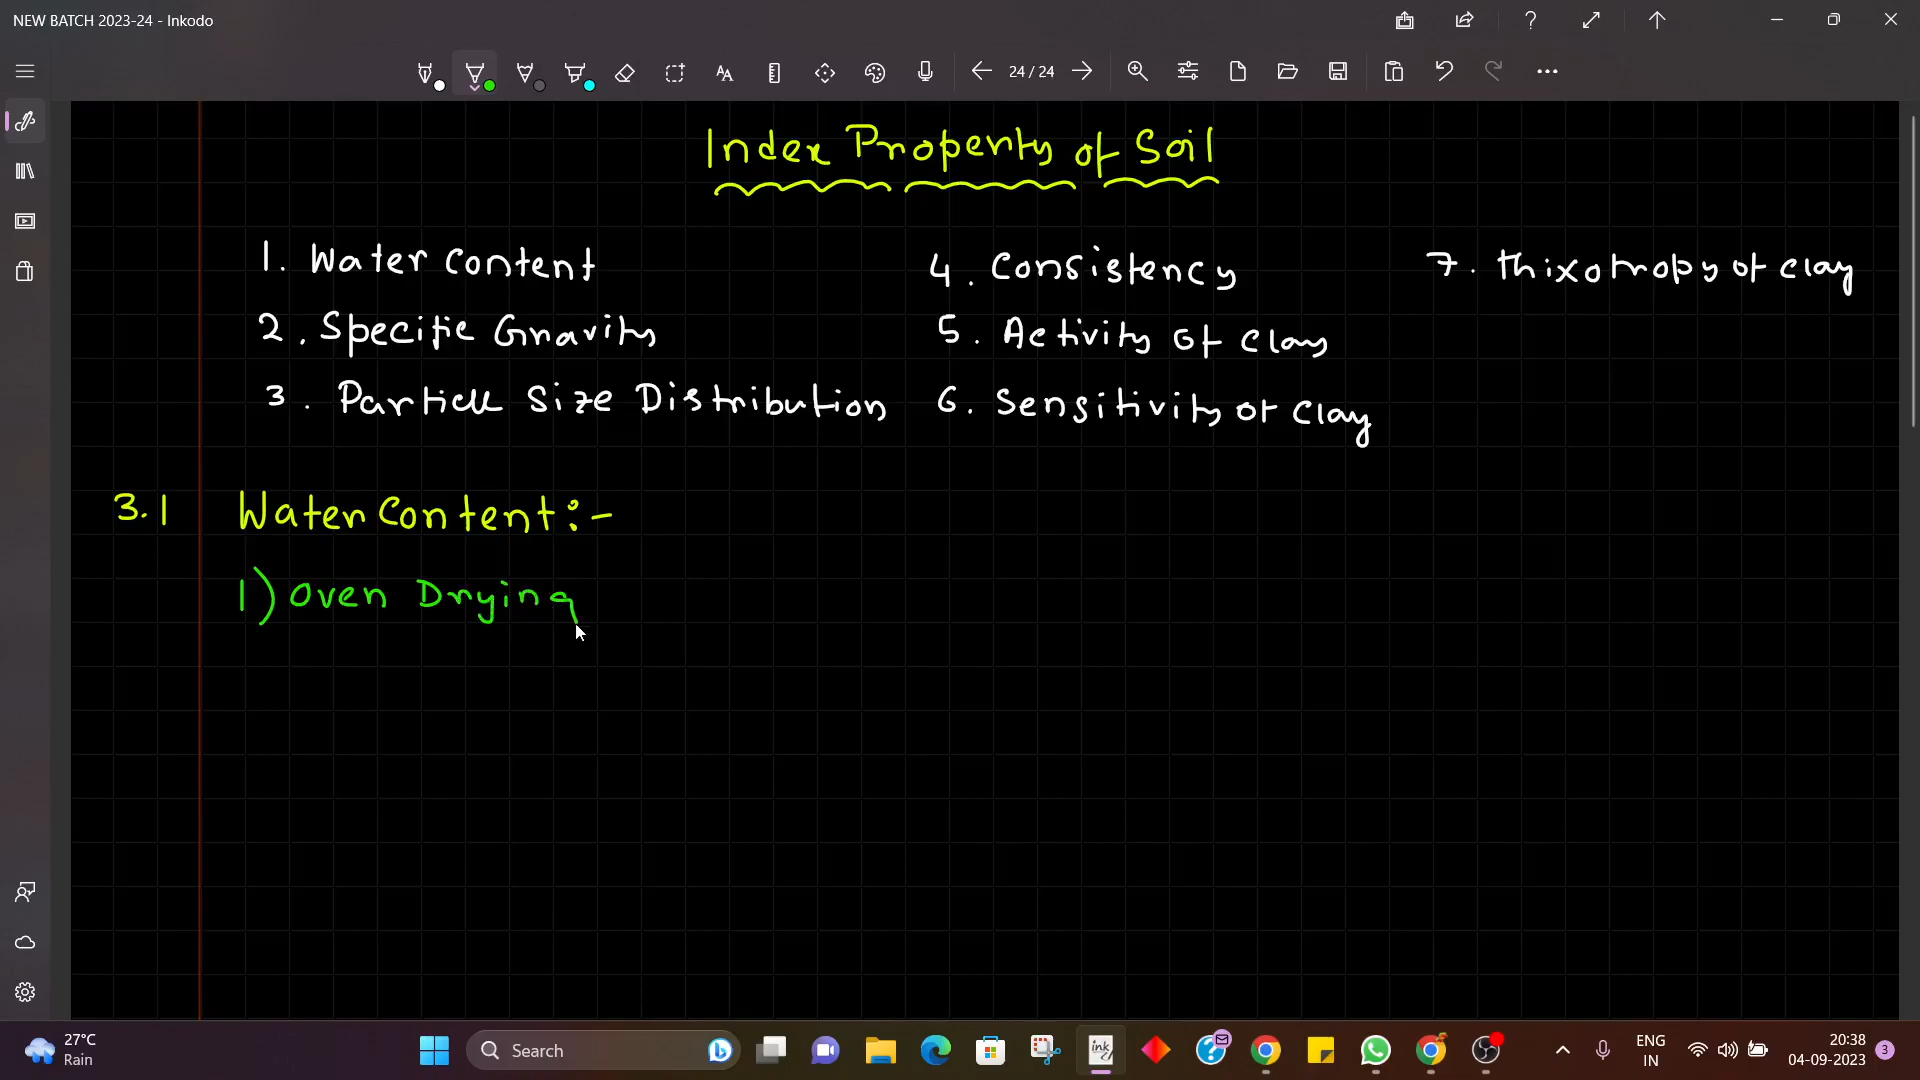 NEW BATCH 2023-24 - Inkodo
24 / 24
Index Property of Soil
1. Water Content
2. Specific Gravity
3. Particle Size Distribution
4. Consistency
5. Activity of clay
6. Sensitivity of clay
7. thixotropy of clay
3.1 Water Content :-
1) Oven Drying
27°C
Rain
Search
ink
ENG
IN
20:38
04-09-2023
3